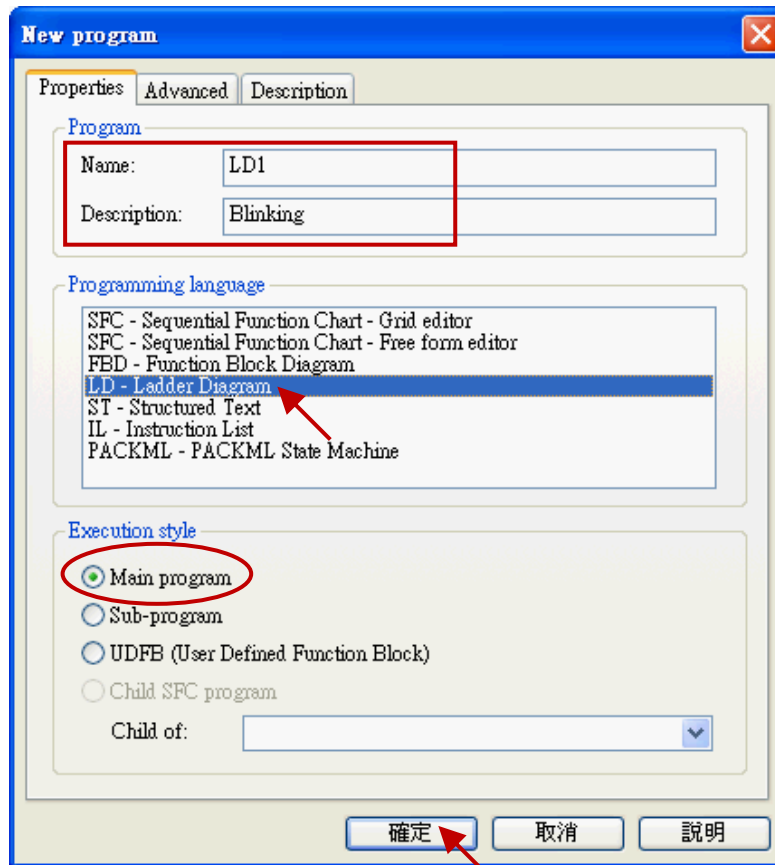 New program
Properties Advanced Description
Program
Name: LD1
Description: Blinking
Programming language
SFC - Sequential Function Chart - Grid editor
SFC - Sequential Function Chart - Free form editor
FBD - Function Block Diagram
LD - Ladder Diagram
ST - Structured Text
IL - Instruction List
PACKML - PACKML State Machine
Execution style
Main program
Sub-program
UDFB (User Defined Function Block)
Child SFC program
Child of:
確定 取消 說明